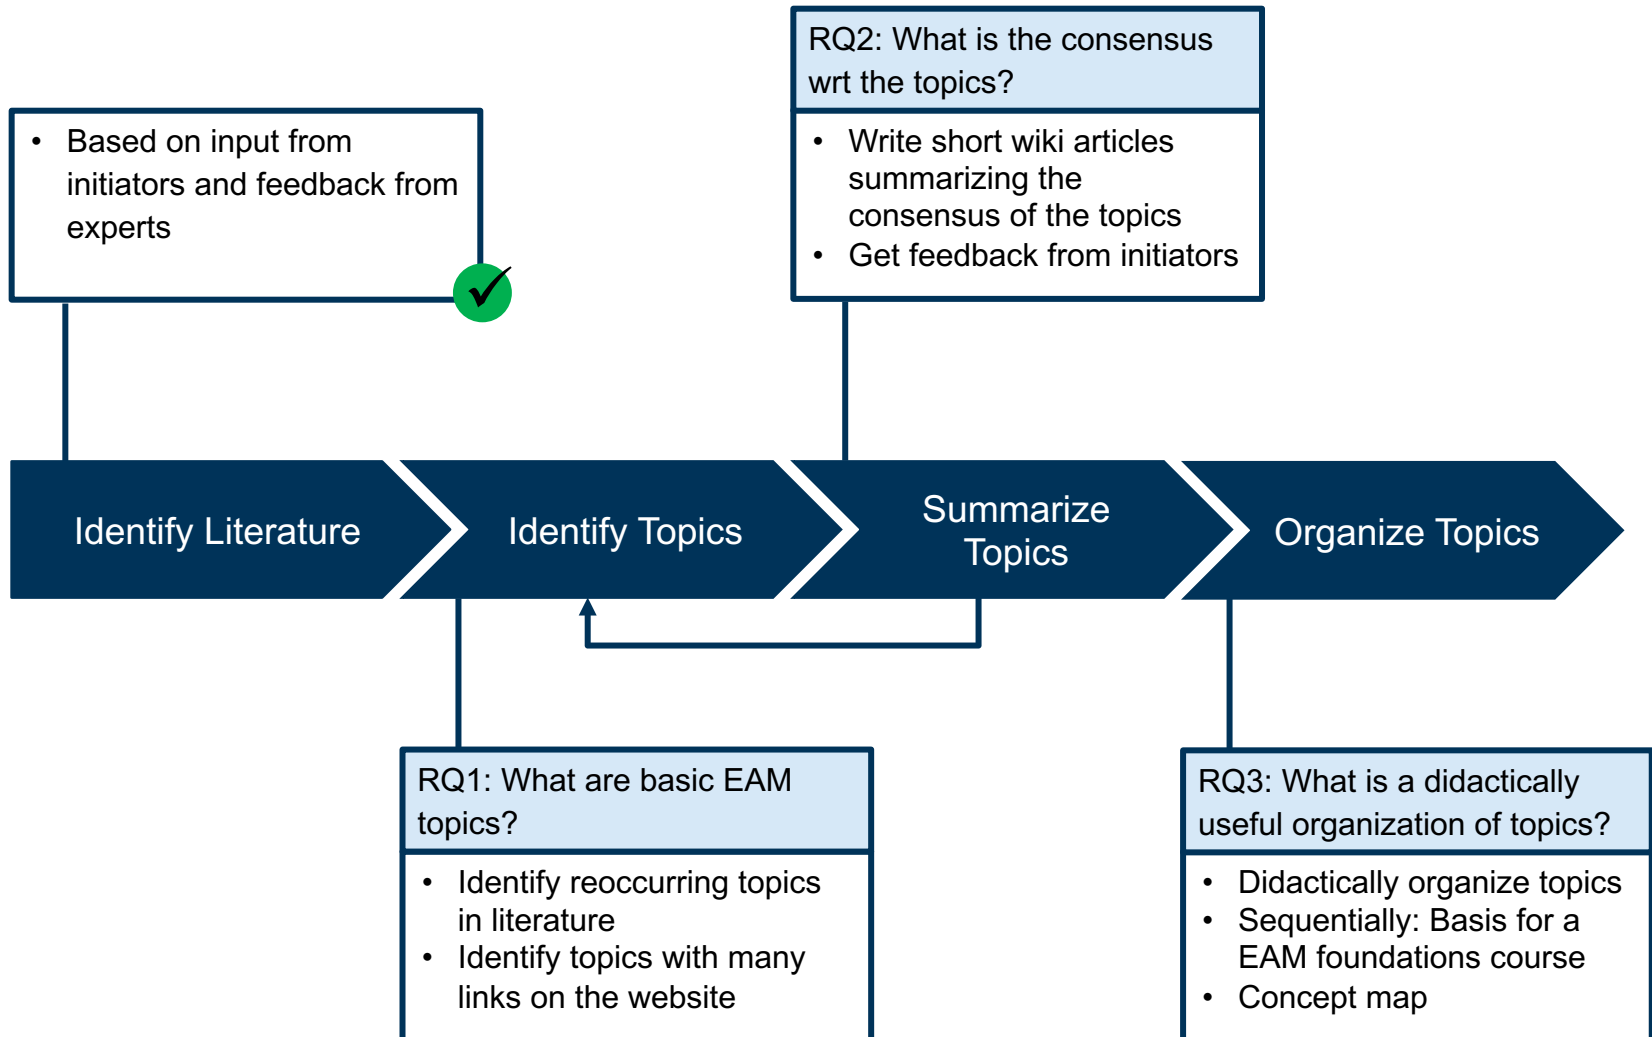 RQ2: What is the consensus
wrt the topics?
• Based on input from
initiators and feedback from
experts
• Write short wiki articles
summarizing the
consensus of the topics
• Get feedback from initiators
Identify Literature
Identify Topics
Summarize
Topics
Organize Topics
RQ1: What are basic EAM
topics?
• Identify reoccurring topics
in literature
• Identify topics with many
links on the website
RQ3: What is a didactically
useful organization of topics?
• Didactically organize topics
• Sequentially: Basis for a
EAM foundations course
• Concept map